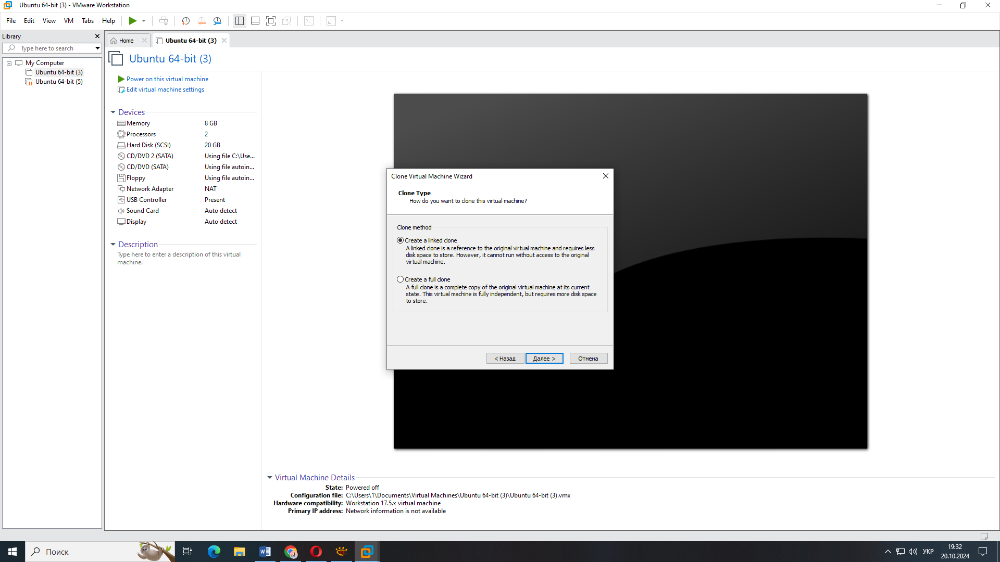 Ubuntu 64-bit (3) - VMware Workstation
File Edit View VM Tabs Help
Library
Type here to search
My Computer
Ubuntu 64-bit (3)
Ubuntu 64-bit (5)
Home
Ubuntu 64-bit (3)
Ubuntu 64-bit (3)
Power on this virtual machine
Edit virtual machine settings
Devices
Memory 8 GB
Processors 2
Hard Disk (SCSI) 20 GB
CD/DVD 2 (SATA) Using file C:\Use...
CD/DVD (SATA) Using file autoin...
Floppy Using file autoin...
Network Adapter NAT
USB Controller Present
Sound Card Auto detect
Display Auto detect
Description
Type here to enter a description of this virtual
machine.
Clone Virtual Machine Wizard
Clone Type
How do you want to clone this virtual machine?
Clone method
Create a linked clone
A linked clone is a reference to the original virtual machine and requires less
disk space to store. However, it cannot run without access to the original
virtual machine.
Create a full clone
A full clone is a complete copy of the original virtual machine at its current
state. This virtual machine is fully independent, but requires more disk space
to store.
< Назад
Далее >
Отмена
Virtual Machine Details
State: Powered off
Configuration file: C:\Users\1\Documents\Virtual Machines\Ubuntu 64-bit (3)\Ubuntu 64-bit (3).vmx
Hardware compatibility: Workstation 17.5.x virtual machine
Primary IP address: Network information is not available
Поиск
УКР
19:32
20.10.2024